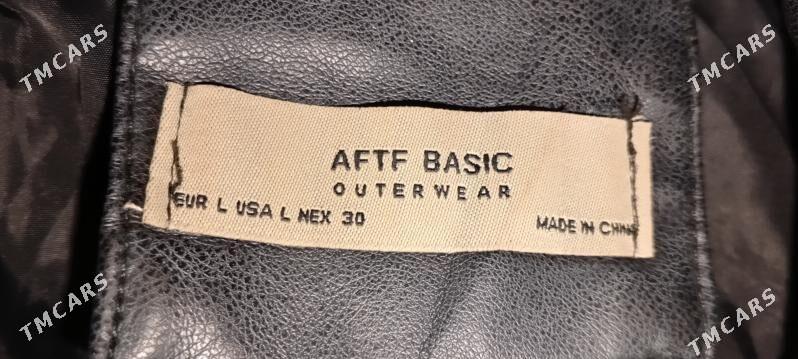 TMCARS
TMCARS
AFTF BASIC
OUTERWEAR
EUR L USA L MEX 30
MADE IN CHINA
TMCARS
TMCARS